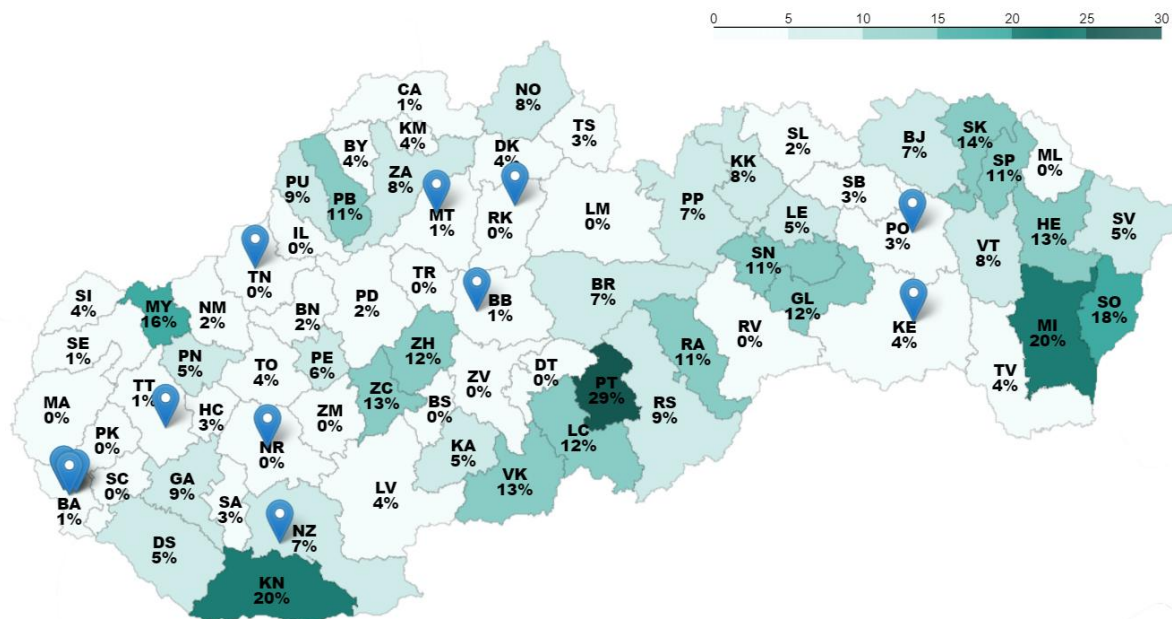 0 5 10 15 20 25 30
CA
1%
NO
8%
KM
4%
TS
3%
BY
4%
DK
4%
ZA
8%
PU
9%
PB
11%
MT
1%
RK
0%
LM
0%
IL
0%
TN
0%
PP
7%
KK
8%
SL
2%
BJ
7%
SK
14%
SP
11%
ML
0%
SB
3%
LE
5%
PO
3%
HE
13%
SV
5%
SN
11%
VT
8%
GL
12%
SI
4%
MY
16%
NM
2%
BN
2%
PD
2%
TR
0%
BB
1%
BR
7%
RV
0%
KE
4%
MI
20%
SO
18%
SE
1%
PN
5%
TO
4%
PE
6%
ZH
12%
RA
11%
TV
4%
MA
0%
TT
1%
HC
3%
ZM
0%
ZC
13%
BS
0%
ZV
0%
DT
0%
PT
29%
RS
9%
PK
0%
NR
0%
KA
5%
LC
12%
BA
1%
SC
0%
GA
9%
SA
3%
LV
4%
VK
13%
NZ
7%
DS
5%
KN
20%